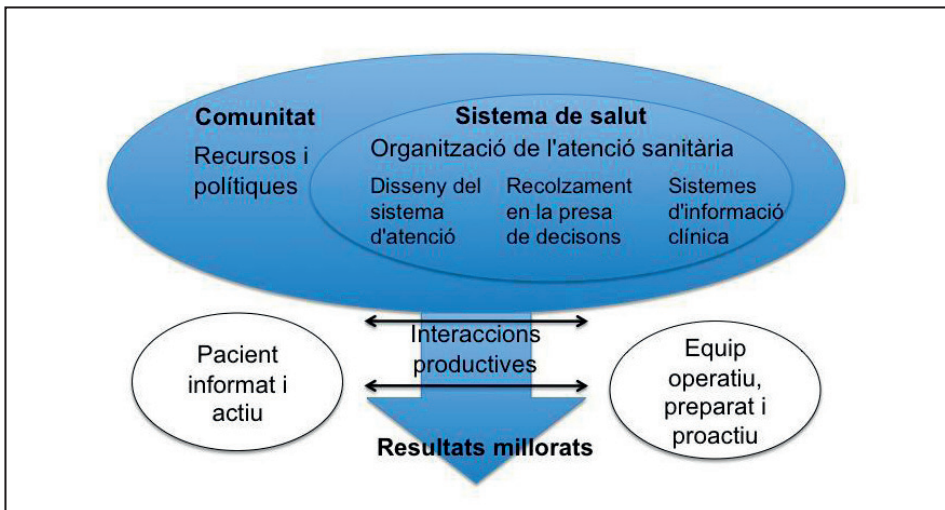 Comunitat
Recursos i
polítiques
Sistema de salut
Organització de l'atenció sanitària
Disseny del
sistema
d'atenció
Recolzament
en la presa
de decisons
Sistemes
d'informació
clínica
Interaccions
productives
Pacient
informat i
actiu
Equip
operatiu,
preparat i
proactiu
Resultats millorats